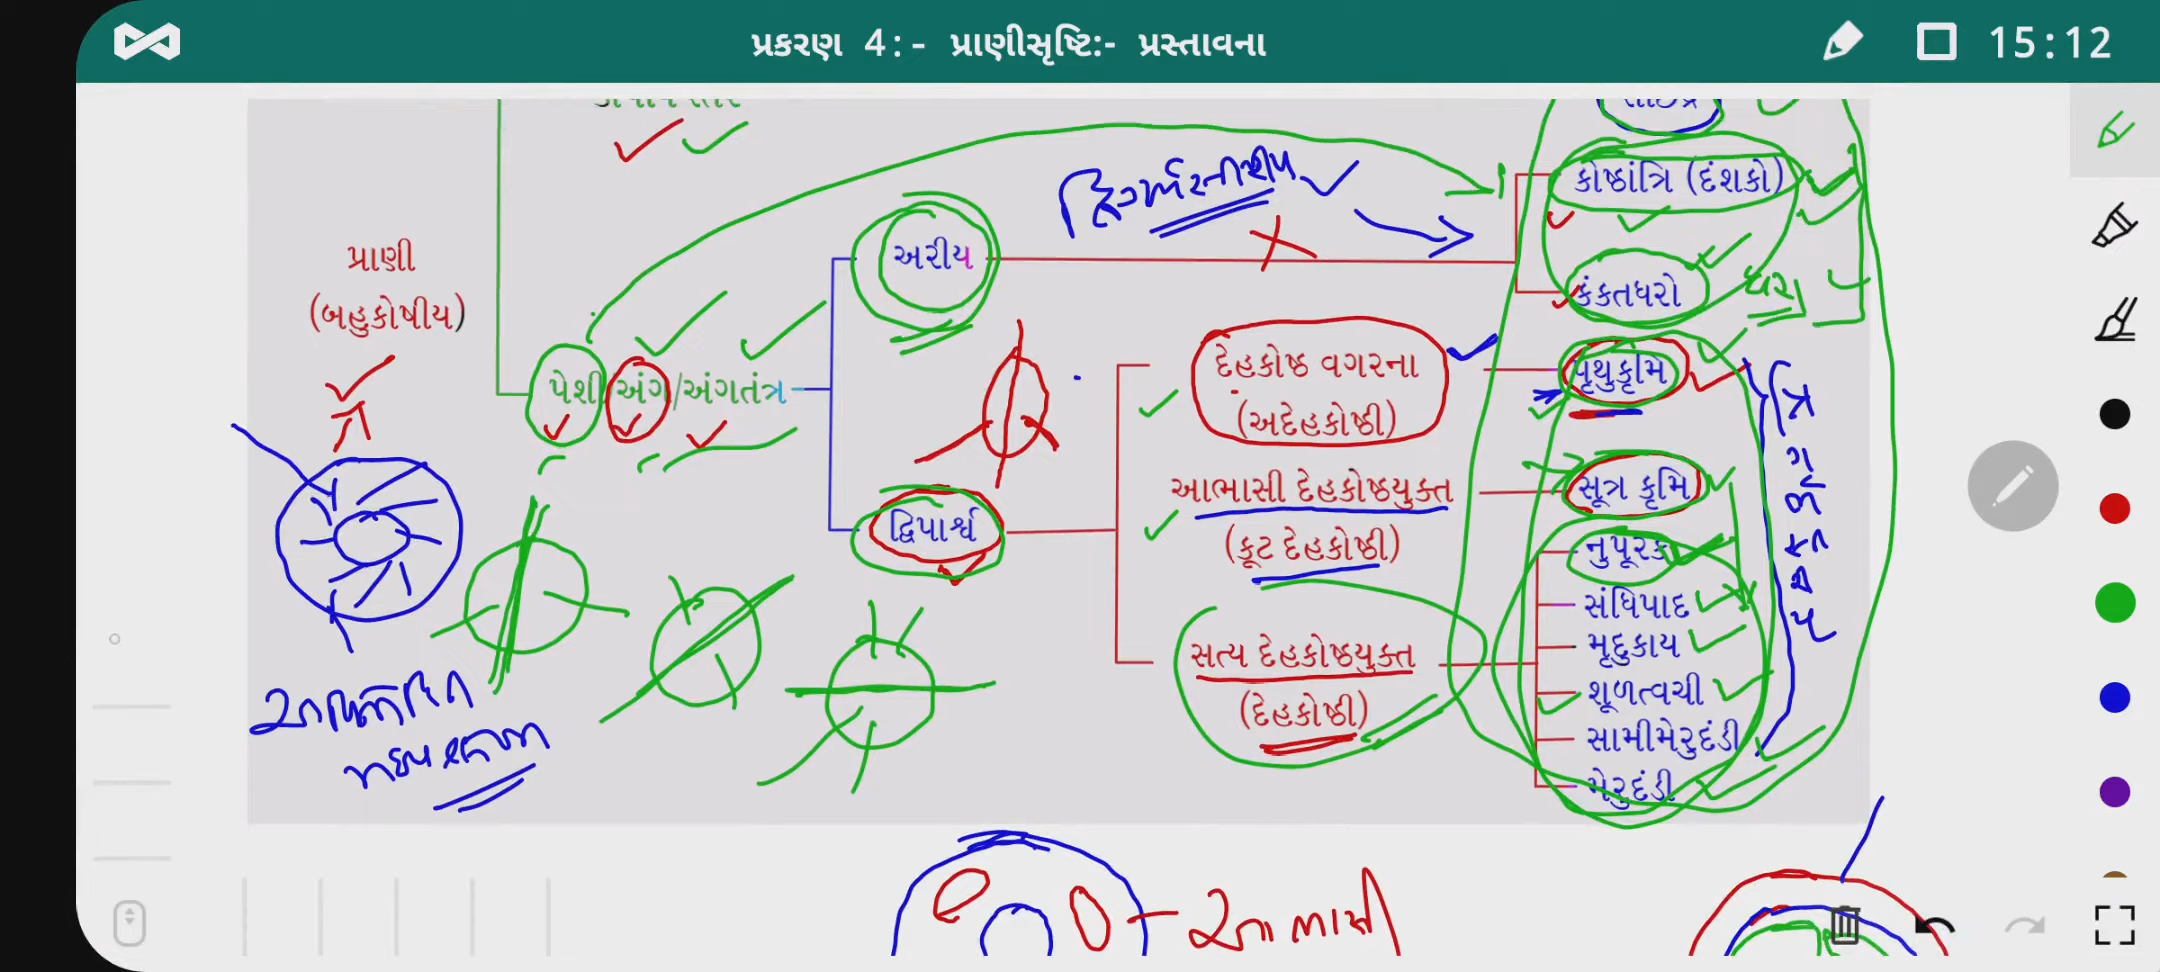 પ્રકરણ 4:- પ્રાણીસૃષ્ટિ:- પ્રસ્તાવના
15:12
કોષ્ઠાંત્રિ (દંશકો)
અરીય
કંકતધરો
પ્રાણી
(બહુકોષીય)
પેશી/અંગ/અંગતંત્ર
દેહકોષ્ઠ વગરના
(અદેહકોષ્ઠી)
પૃથુકૃમિ
આભાસી દેહકોષ્ઠયુક્ત
(કૂટ દેહકોષ્ઠી)
સૂત્ર કૃમિ
દ્વિપાર્શ્વ
નુપૂરક
સંધિપાદ
મૃદુકાય
સત્ય દેહકોષ્ઠયુક્ત
(દેહકોષ્ઠી)
શૂળત્વચી
સામીમેરુદંડી
મેરુદંડી
આભાસી